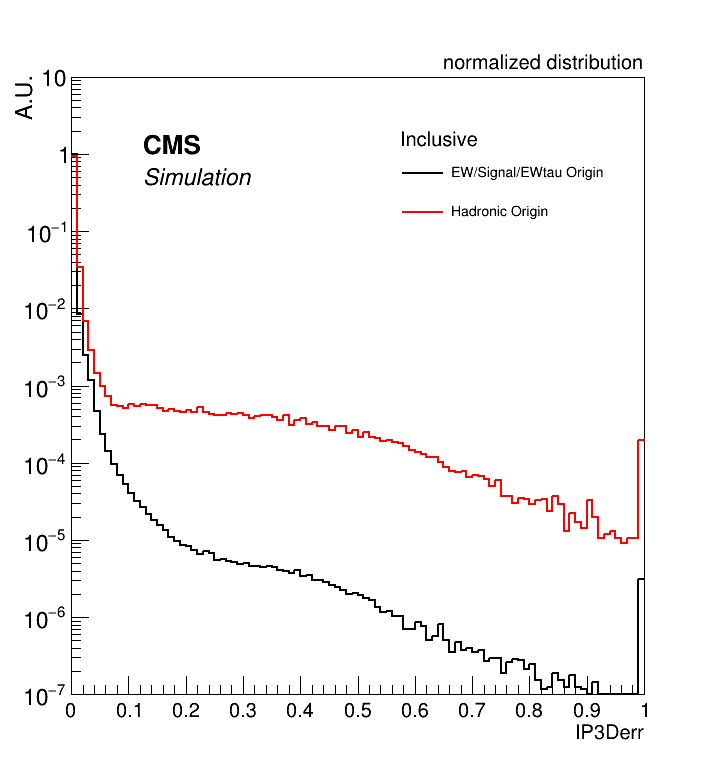 normalized distribution
A.U.
10
1
10⁻¹
10⁻²
10⁻³
10⁻⁴
10⁻⁵
10⁻⁶
10⁻⁷
CMS
Simulation
Inclusive
EW/Signal/EWtau Origin
Hadronic Origin
0 0.1 0.2 0.3 0.4 0.5 0.6 0.7 0.8 0.9 1
IP3Derr